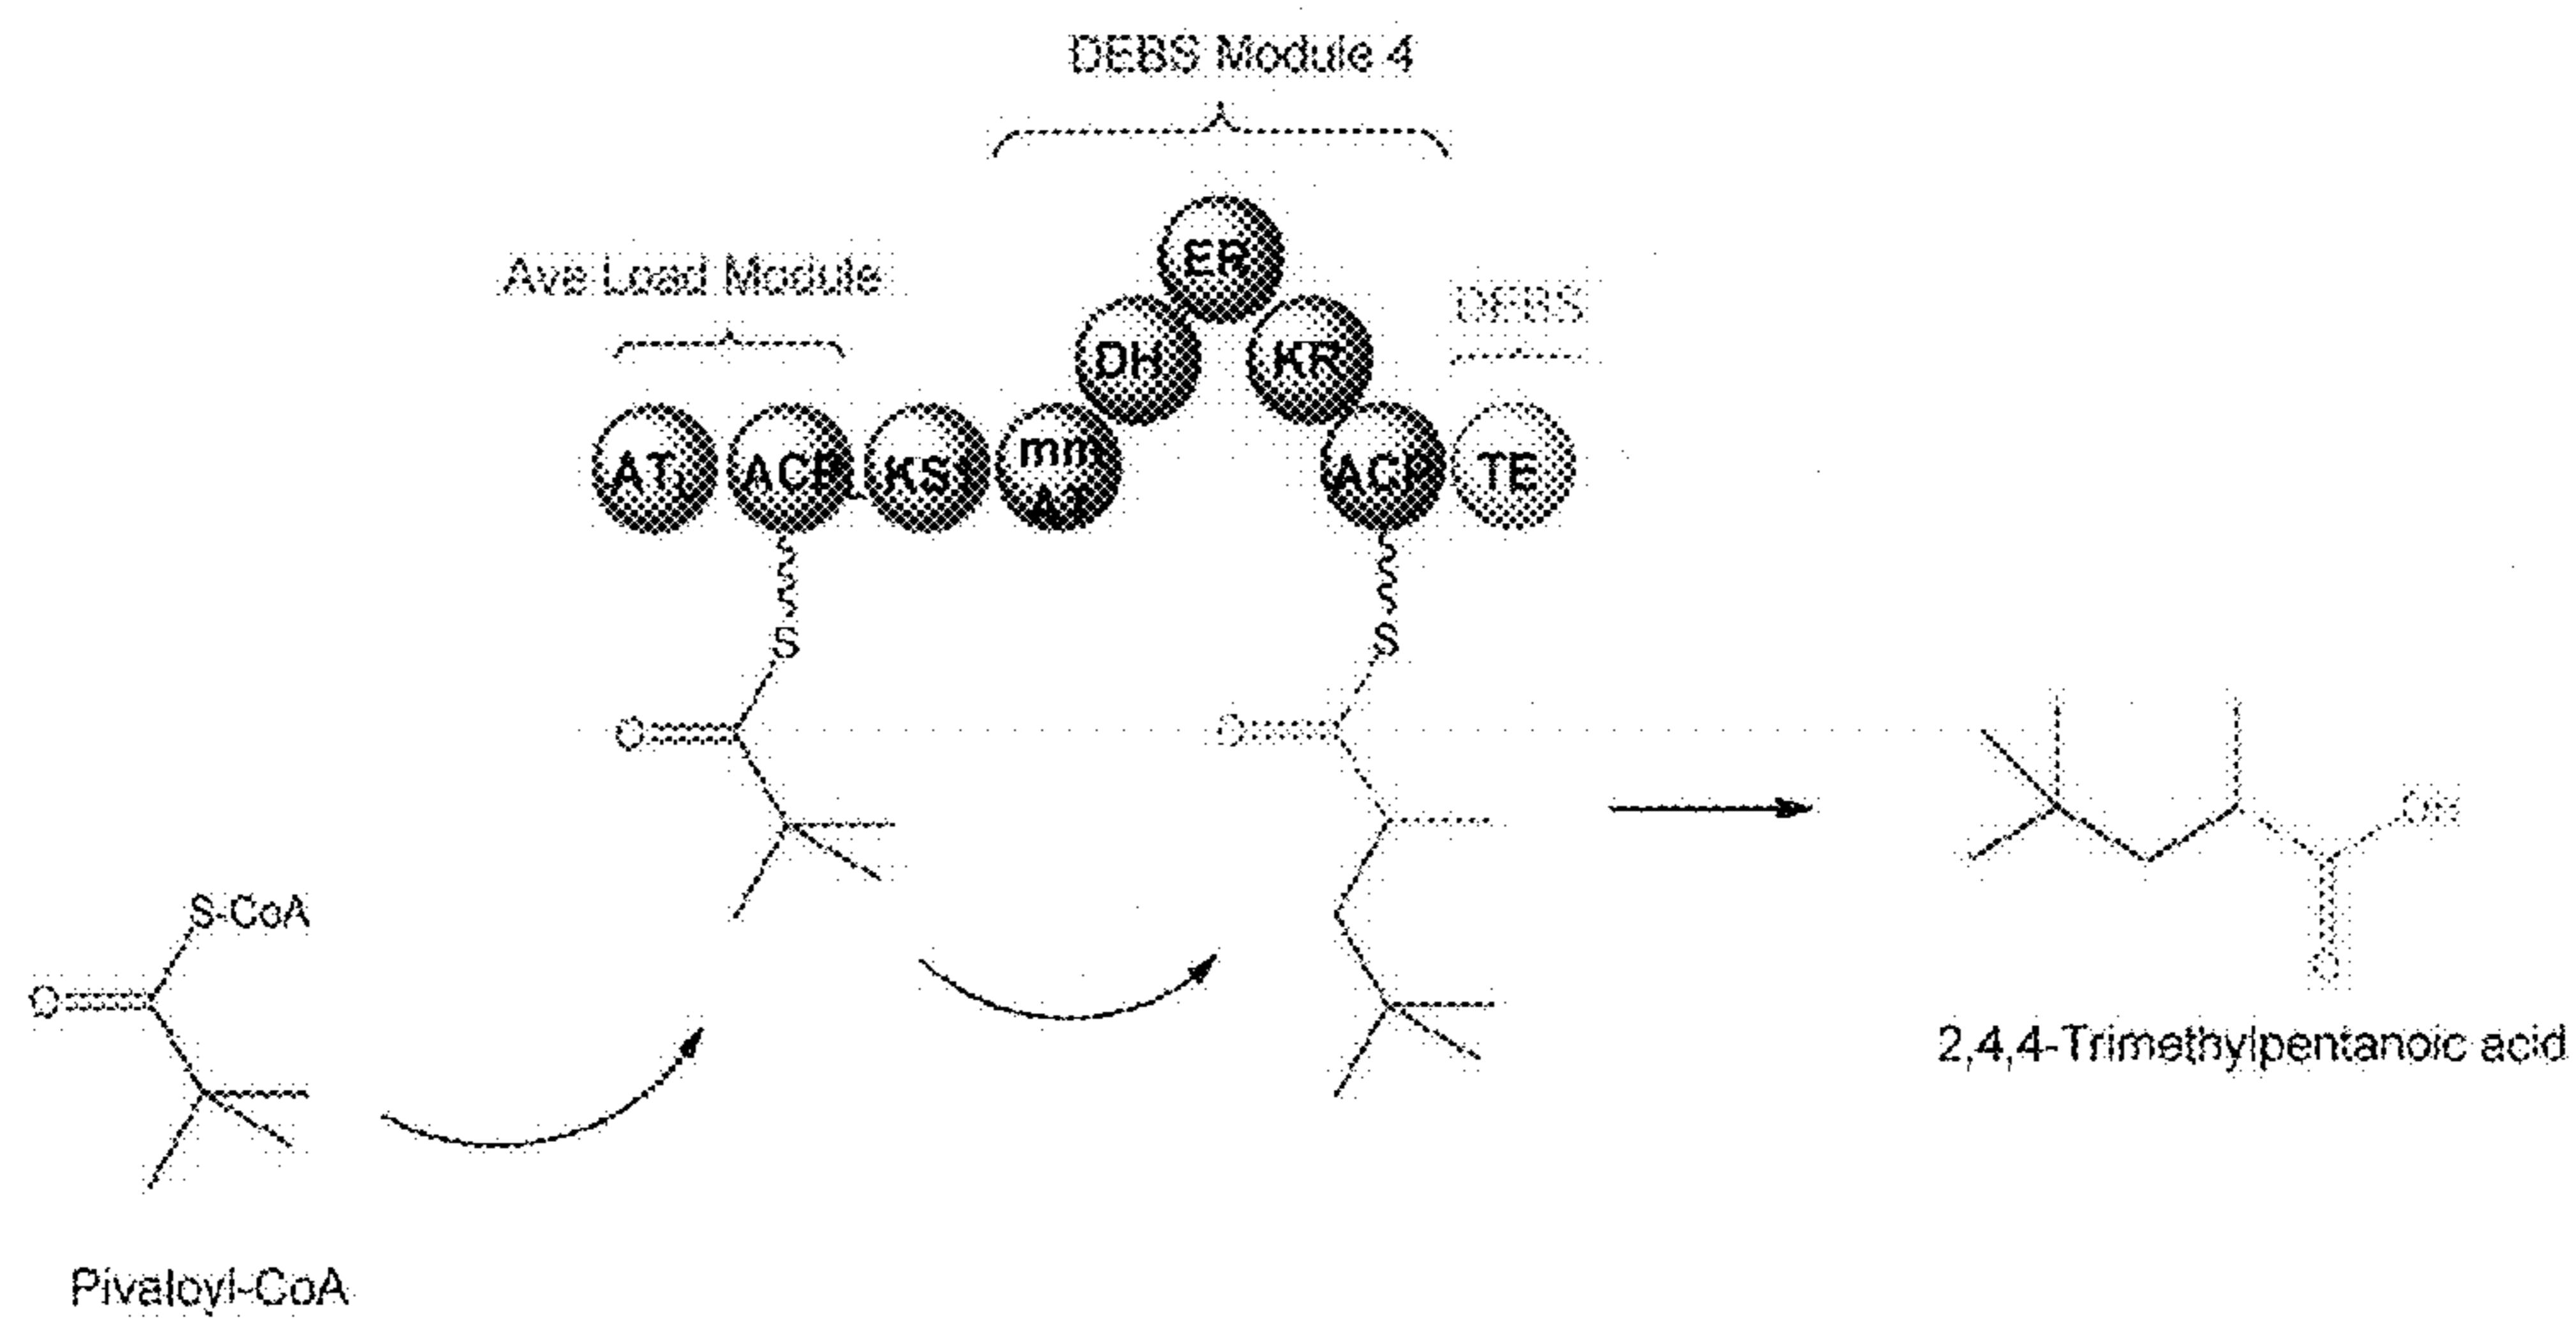 DEBS Module 4
Ave Load Module
DEBS
ER
DH
KR
AT
ACP
KS1
mm
AT
ACP
TE
S
S
O
O
OH
O
S-CoA
O
2,4,4-Trimethylpentanoic acid
Pivaloyl-CoA